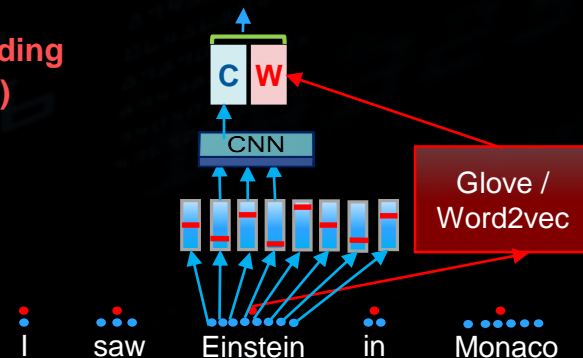 ding
)
C W
CNN
Glove /
Word2vec
I saw Einstein in Monaco